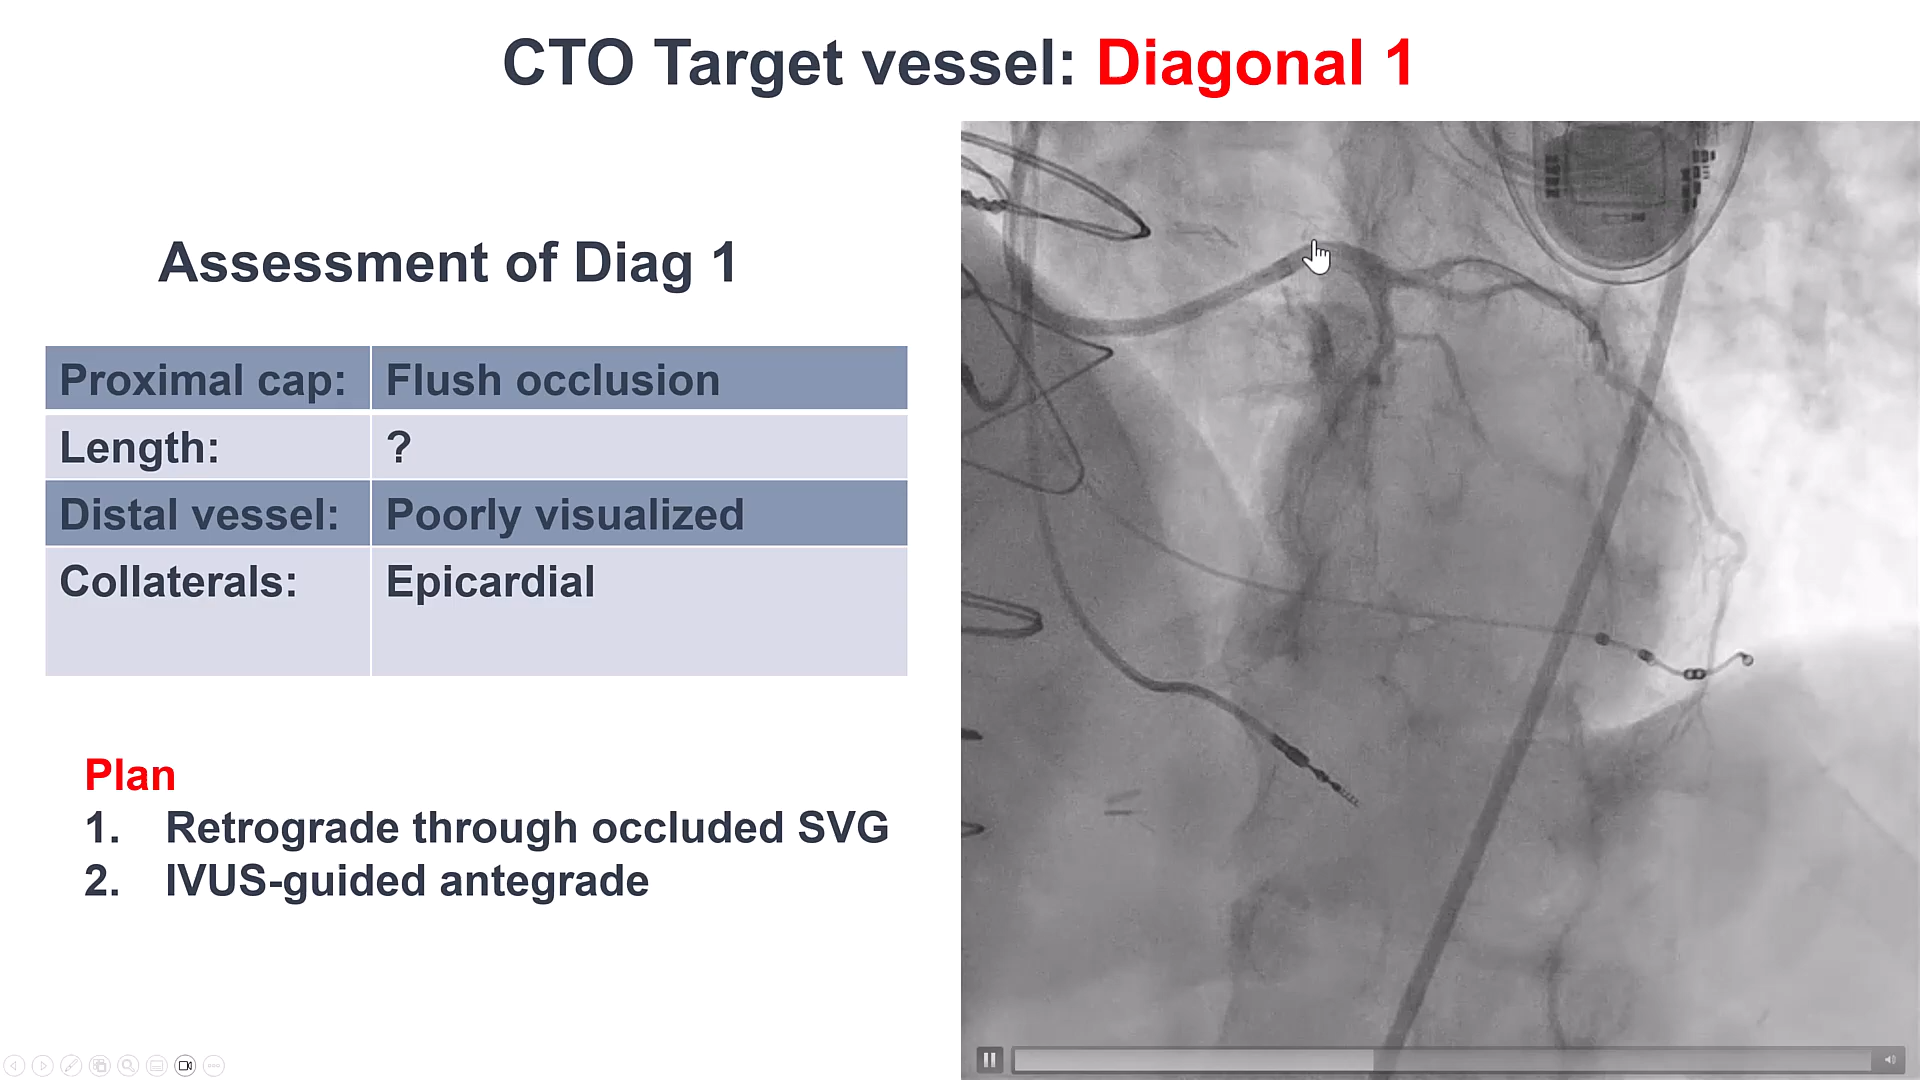 CTO Target vessel: Diagonal 1
Assessment of Diag 1
Proximal cap: Flush occlusion
Length: ?
Distal vessel: Poorly visualized
Collaterals: Epicardial
Plan
1. Retrograde through occluded SVG
2. IVUS-guided antegrade